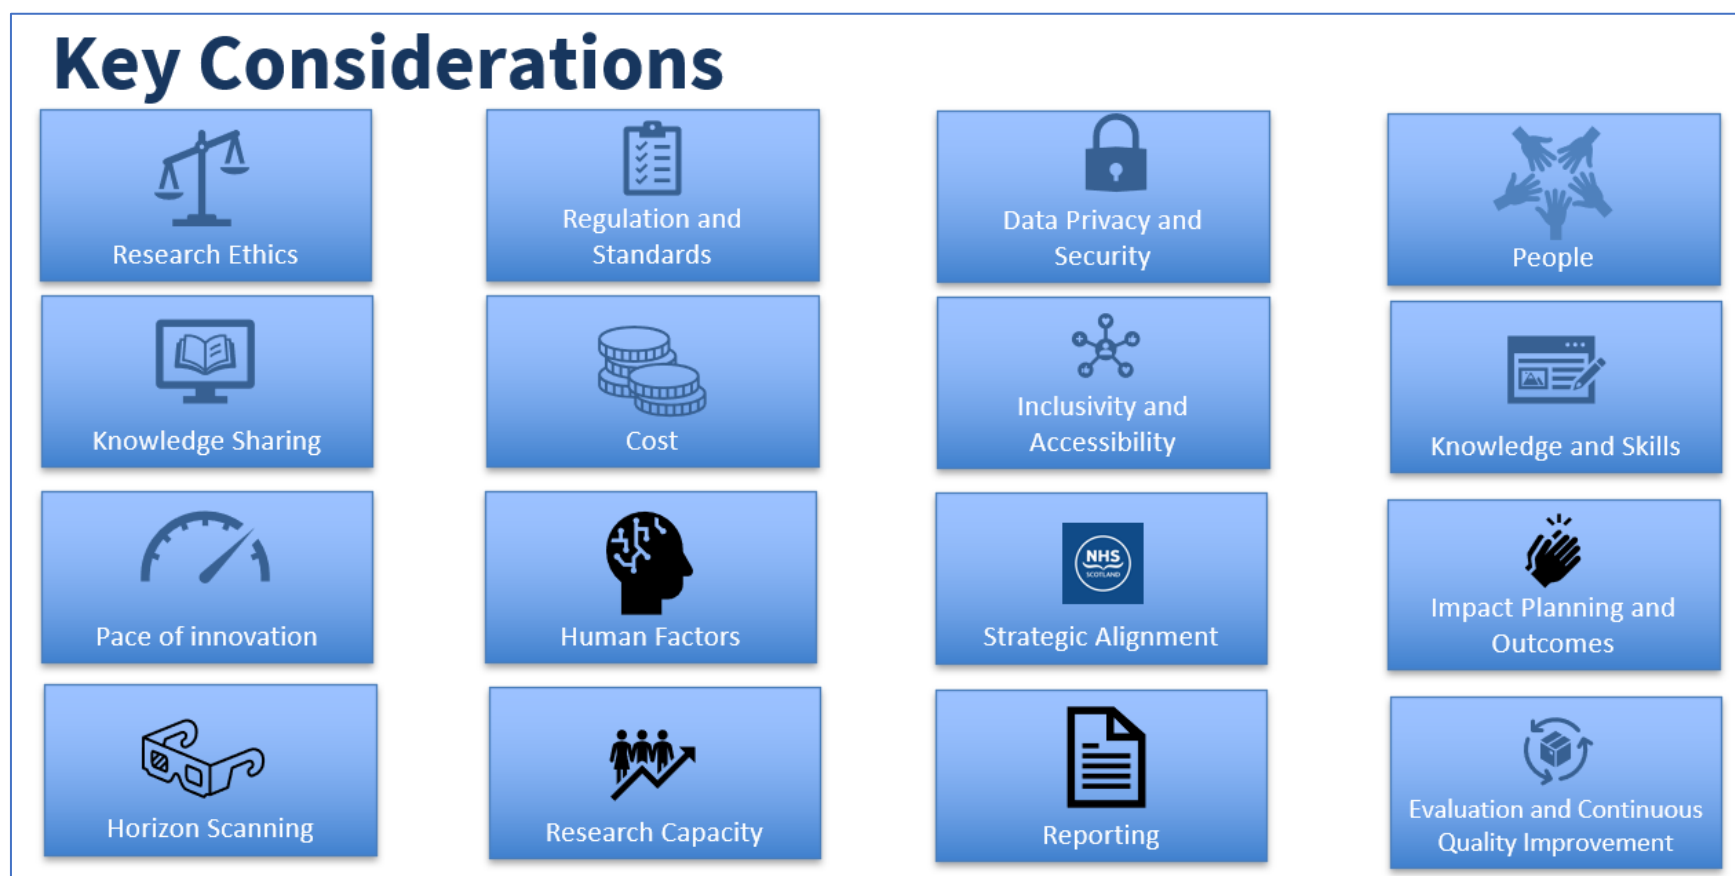 Key Considerations
Research Ethics
Regulation and
Standards
Data Privacy and
Security
People
Knowledge Sharing
Cost
Inclusivity and
Accessibility
Knowledge and Skills
Pace of innovation
Human Factors
NHS
SCOTLAND
Strategic Alignment
Impact Planning and
Outcomes
Horizon Scanning
Research Capacity
Reporting
Evaluation and Continuous
Quality Improvement